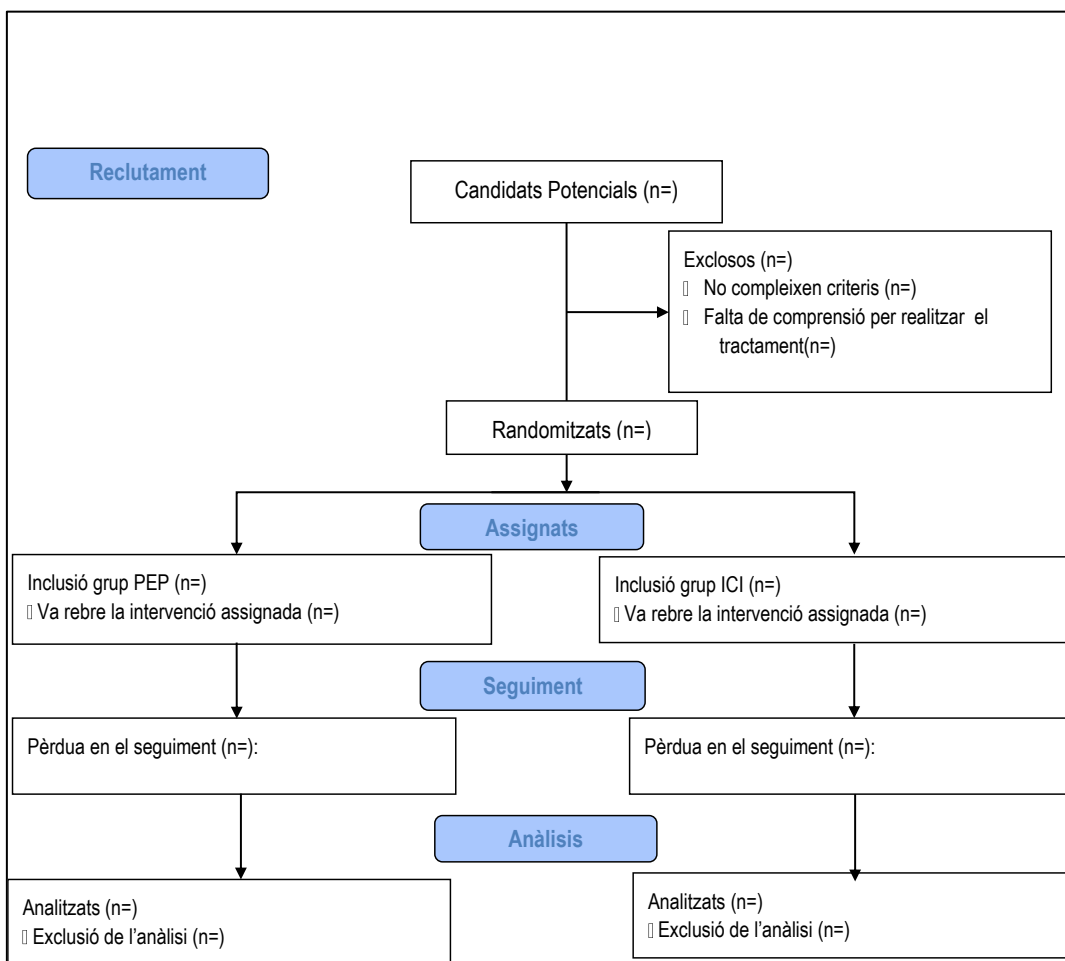 Reclutament
Candidats Potencials (n=)
Exclosos (n=)
▯ No compleixen criteris (n=)
▯ Falta de comprensió per realitzar el
tractament(n=)
Randomitzats (n=)
Assignats
Inclusió grup PEP (n=)
▯ Va rebre la intervenció assignada (n=)
Inclusió grup ICI (n=)
▯ Va rebre la intervenció assignada (n=)
Seguiment
Pèrdua en el seguiment (n=):
Pèrdua en el seguiment (n=):
Anàlisis
Analitzats (n=)
▯ Exclusió de l'anàlisi (n=)
Analitzats (n=)
▯ Exclusió de l'anàlisi (n=)